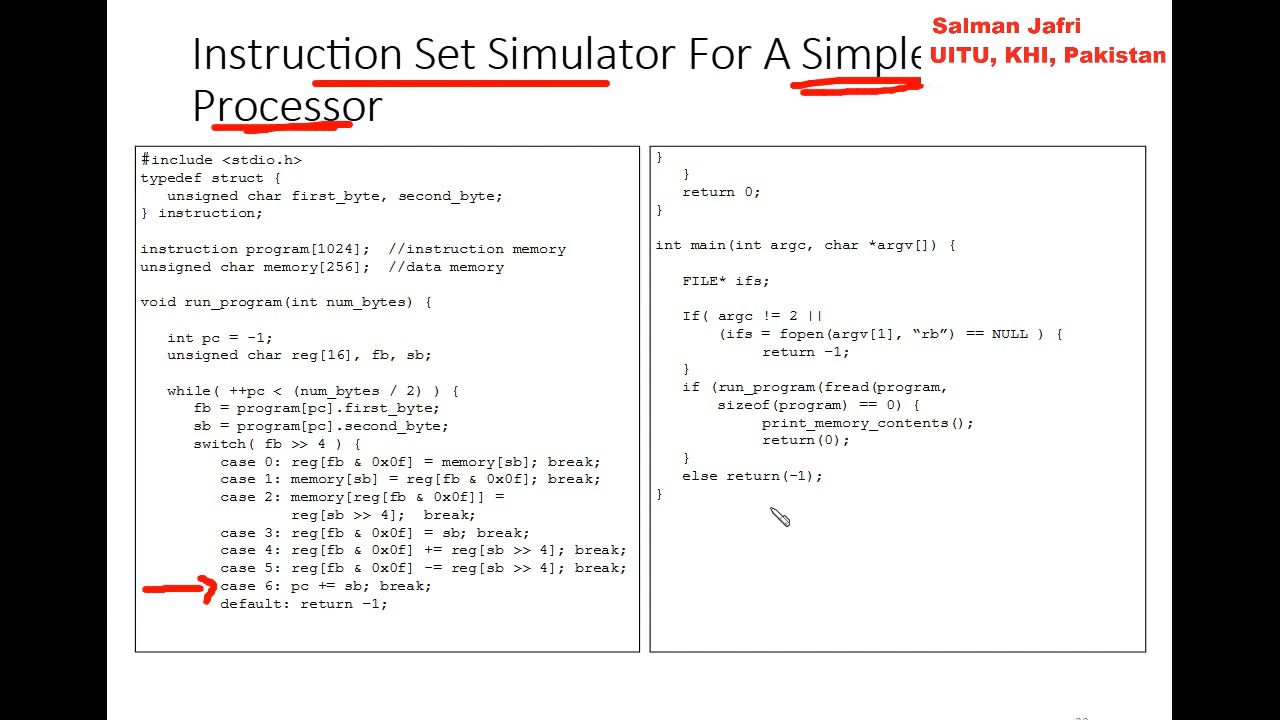 Salman Jafri
UITU, KHI, Pakistan
Instruction Set Simulator For A Simple
Processor
#include <stdio.h>
typedef struct {
unsigned char first_byte, second_byte;
} instruction;
instruction program[1024]; //instruction memory
unsigned char memory[256]; //data memory
void run_program(int num_bytes) {
int pc = -1;
unsigned char reg[16], fb, sb;
while( ++pc < (num_bytes / 2) ) {
fb = program[pc].first_byte;
sb = program[pc].second_byte;
switch( fb >> 4 ) {
case 0: reg[fb & 0x0f] = memory[sb]; break;
case 1: memory[sb] = reg[fb & 0x0f]; break;
case 2: memory[reg[fb & 0x0f]] =
reg[sb >> 4]; break;
case 3: reg[fb & 0x0f] = sb; break;
case 4: reg[fb & 0x0f] += reg[sb >> 4]; break;
case 5: reg[fb & 0x0f] -= reg[sb >> 4]; break;
case 6: pc += sb; break;
default: return –1;
}
}
return 0;
}
int main(int argc, char *argv[]) {
FILE* ifs;
If( argc != 2 ||
(ifs = fopen(argv[1], “rb”) == NULL ) {
return –1;
}
if (run_program(fread(program,
sizeof(program) == 0) {
print_memory_contents();
return(0);
}
else return(-1);
}